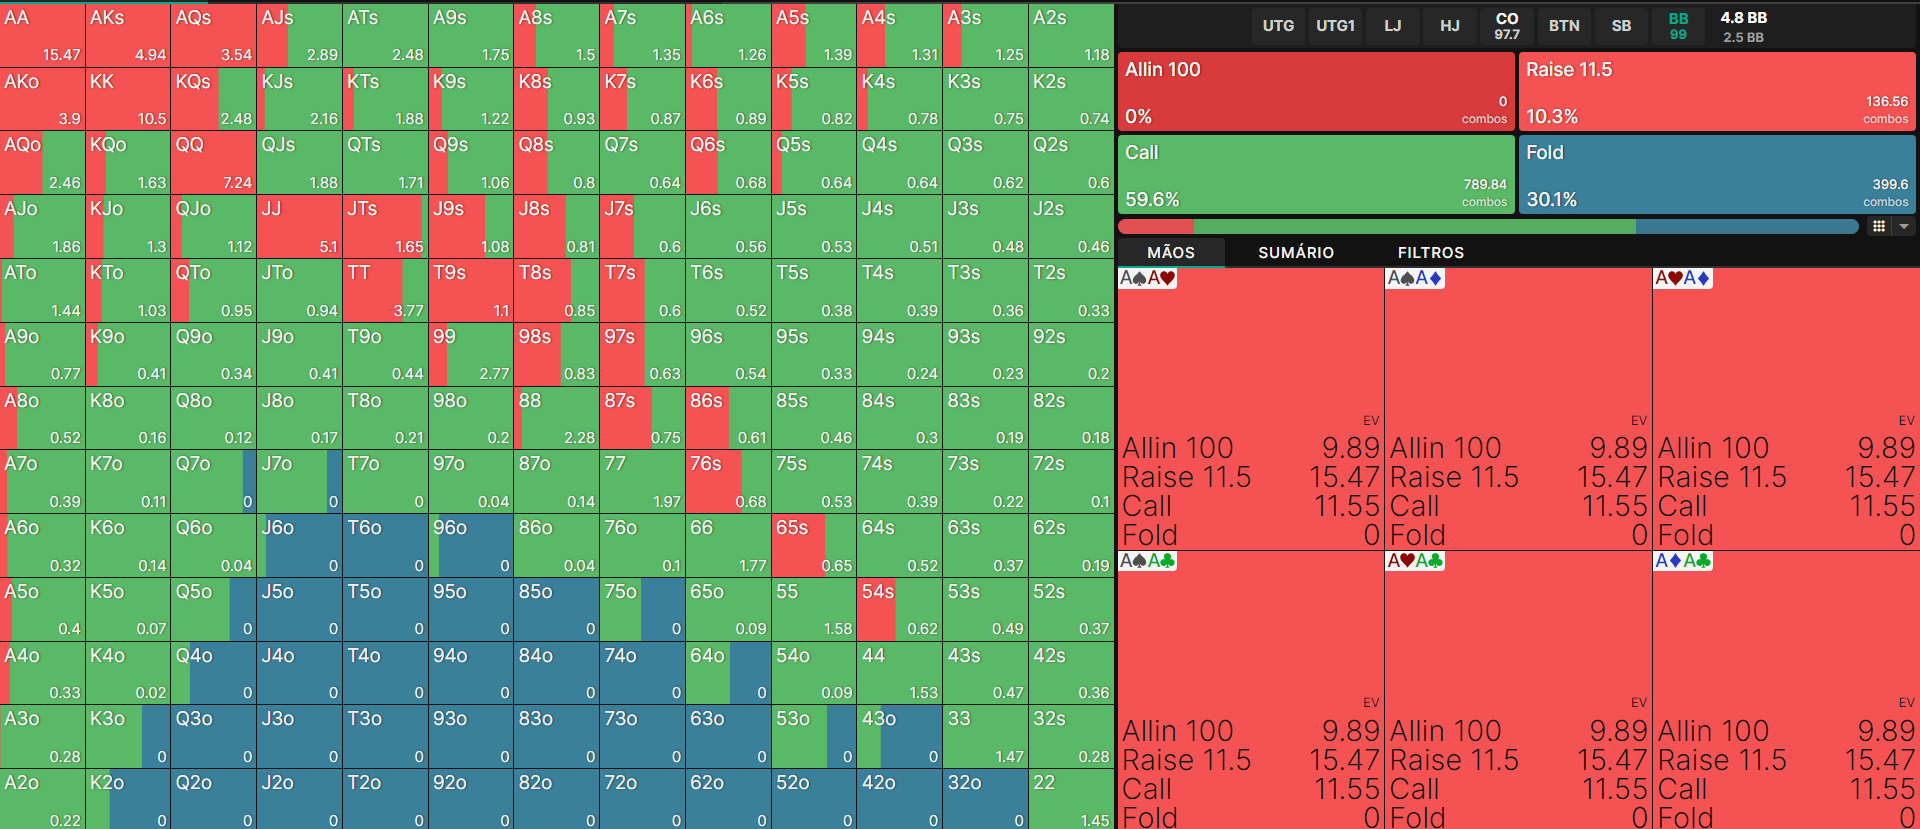 AA AKs AQs AJs ATs A9s A8s A7s A6s A5s A4s A3s A2s
15.47 4.94 3.54 2.89 2.48 1.75 1.5 1.35 1.26 1.39 1.31 1.25 1.18
AKo KK KQs KJs KTs K9s K8s K7s K6s K5s K4s K3s K2s
3.9 10.5 2.48 2.16 1.88 1.22 0.93 0.87 0.89 0.82 0.78 0.75 0.74
AQo KQo QQ QJs QTs Q9s Q8s Q7s Q6s Q5s Q4s Q3s Q2s
2.46 1.63 7.24 1.88 1.71 1.06 0.8 0.64 0.68 0.64 0.64 0.62 0.6
AJo KJo QJo JJ JTs J9s J8s J7s J6s J5s J4s J3s J2s
1.86 1.3 1.12 5.1 1.65 1.08 0.81 0.6 0.56 0.53 0.51 0.48 0.46
ATo KTo QTo JTo TT T9s T8s T7s T6s T5s T4s T3s T2s
1.44 1.03 0.95 0.94 3.77 1.1 0.85 0.6 0.52 0.38 0.39 0.36 0.33
A9o K9o Q9o J9o T9o 99 98s 97s 96s 95s 94s 93s 92s
0.77 0.41 0.34 0.41 0.44 2.77 0.83 0.63 0.54 0.33 0.24 0.23 0.2
A8o K8o Q8o J8o T8o 98o 88 87s 86s 85s 84s 83s 82s
0.52 0.16 0.12 0.17 0.21 0.2 2.28 0.75 0.61 0.46 0.3 0.19 0.18
A7o K7o Q7o J7o T7o 97o 87o 77 76s 75s 74s 73s 72s
0.39 0.11 0 0 0 0.04 0.14 1.97 0.68 0.53 0.39 0.22 0.1
A6o K6o Q6o J6o T6o 96o 86o 76o 66 65s 64s 63s 62s
0.32 0.14 0.04 0 0 0 0.04 0.1 1.77 0.65 0.52 0.37 0.19
A5o K5o Q5o J5o T5o 95o 85o 75o 65o 55 54s 53s 52s
0.4 0.07 0 0 0 0 0 0 0.09 1.58 0.62 0.49 0.37
A4o K4o Q4o J4o T4o 94o 84o 74o 64o 54o 44 43s 42s
0.33 0.02 0 0 0 0 0 0 0 0.09 1.53 0.47 0.36
A3o K3o Q3o J3o T3o 93o 83o 73o 63o 53o 43o 33 32s
0.28 0 0 0 0 0 0 0 0 0 0 1.47 0.28
A2o K2o Q2o J2o T2o 92o 82o 72o 62o 52o 42o 32o 22
0.22 0 0 0 0 0 0 0 0 0 0 0 1.45
UTG UTG1 LJ HJ CO BTN SB BB 4.8 BB
97.7 99 2.5 BB
Allin 100 Raise 11.5
0 136.56
0% combos 10.3% combos
Call Fold
789.84 399.6
59.6% combos 30.1% combos
MÃOS SUMÁRIO FILTROS
A♠A♥ A♠A♦ A♥A♦
EV EV EV
Allin 100 9.89 Allin 100 9.89 Allin 100 9.89
Raise 11.5 15.47 Raise 11.5 15.47 Raise 11.5 15.47
Call 11.55 Call 11.55 Call 11.55
Fold 0 Fold 0 Fold 0
A♠A♣ A♥A♣ A♦A♣
EV EV EV
Allin 100 9.89 Allin 100 9.89 Allin 100 9.89
Raise 11.5 15.47 Raise 11.5 15.47 Raise 11.5 15.47
Call 11.55 Call 11.55 Call 11.55
Fold 0 Fold 0 Fold 0